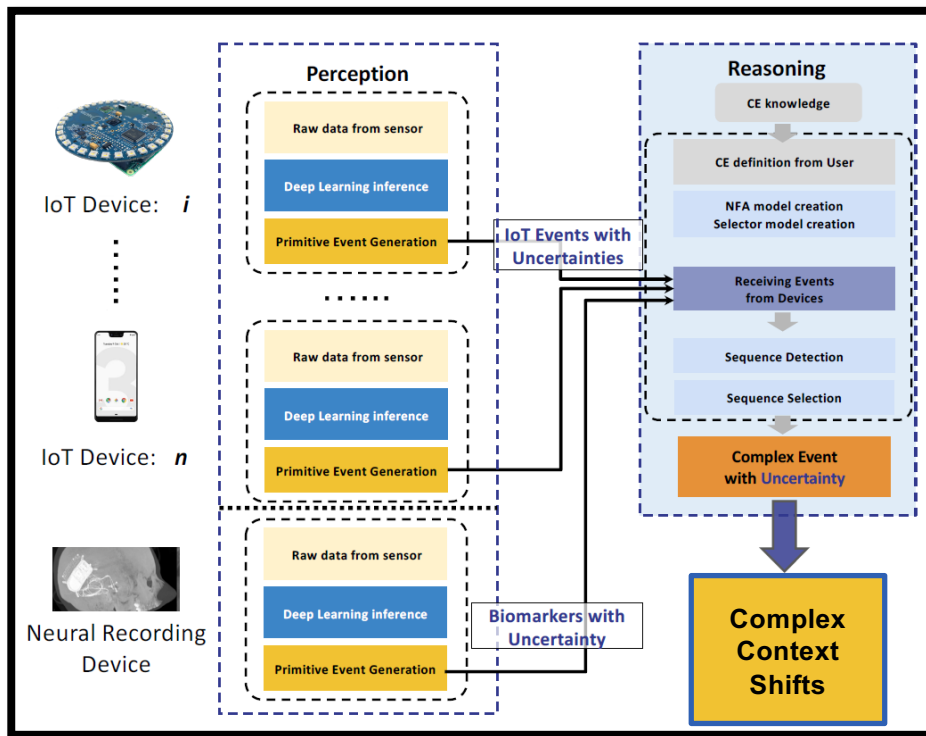 Perception
Raw data from sensor
Deep Learning inference
Primitive Event Generation
IoT Device: i
IoT Events with
Uncertainties
Raw data from sensor
Deep Learning inference
Primitive Event Generation
3
IoT Device: n
Raw data from sensor
Deep Learning inference
Primitive Event Generation
Neural Recording
Device
Biomarkers with
Uncertainty
Reasoning
CE knowledge
CE definition from User
NFA model creation
Selector model creation
Receiving Events
from Devices
Sequence Detection
Sequence Selection
Complex Event
with Uncertainty
Complex
Context
Shifts